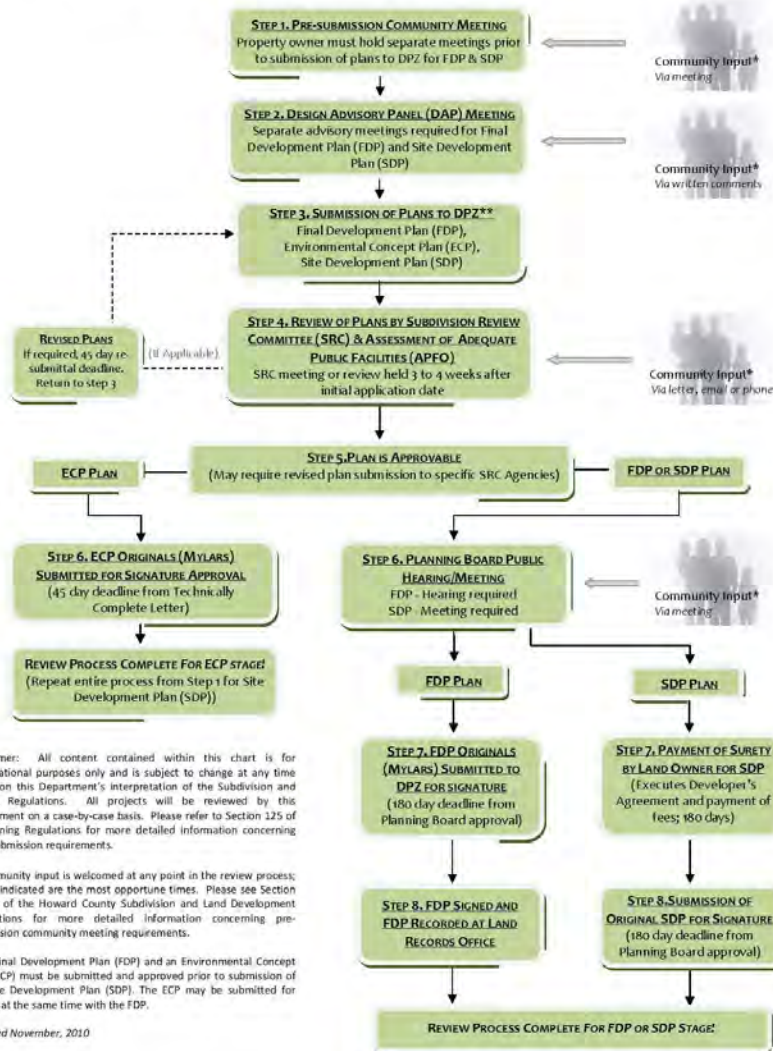 STEP 1. PRE-SUBMISSION COMMUNITY MEETING
Property owner must hold separate meetings prior
to submission of plans to DPZ for FDP & SDP
Community Input*
Via meeting
STEP 2. DESIGN ADVISORY PANEL (DAP) MEETING
Separate advisory meetings required for Final
Development Plan (FDP) and Site Development
Plan (SDP)
Community Input*
Via written comments
STEP 3. SUBMISSION OF PLANS TO DPZ**
Final Development Plan (FDP),
Environmental Concept Plan (ECP),
Site Development Plan (SDP)
STEP 4. REVIEW OF PLANS BY SUBDIVISION REVIEW
COMMITTEE (SRC) & ASSESSMENT OF ADEQUATE
PUBLIC FACILITIES (APFO)
SRC meeting or review held 3 to 4 weeks after
initial application date
REVISED PLANS
If required, 45 day re-
submittal deadline.
Return to step 3
(If Applicable)
Community Input*
Via letter, email or phone
STEP 5.PLAN IS APPROVABLE
(May require revised plan submission to specific SRC Agencies)
ECP PLAN
FDP OR SDP PLAN
STEP 6. ECP ORIGINALS (MYLARS)
SUBMITTED FOR SIGNATURE APPROVAL
(45 day deadline from Technically
Complete Letter)
STEP 6. PLANNING BOARD PUBLIC
HEARING/MEETING
FDP - Hearing required
SDP - Meeting required
Community Input*
Via meeting
REVIEW PROCESS COMPLETE FOR ECP STAGE!
(Repeat entire process from Step 1 for Site
Development Plan (SDP))
FDP PLAN
SDP PLAN
STEP 7. FDP ORIGINALS
(MYLARS) SUBMITTED TO
DPZ FOR SIGNATURE
(180 day deadline from
Planning Board approval)
STEP 7. PAYMENT OF SURETY
BY LAND OWNER FOR SDP
(Executes Developer's
Agreement and payment of
fees; 180 days)
STEP 8. FDP SIGNED AND
FDP RECORDED AT LAND
RECORDS OFFICE
STEP 8.SUBMISSION OF
ORIGINAL SDP FOR SIGNATURE
(180 day deadline from
Planning Board approval)
REVIEW PROCESS COMPLETE FOR FDP OR SDP STAGE!
mer: All content contained within this chart is for
ational purposes only and is subject to change at any time
on this Department's interpretation of the Subdivision and
Regulations. All projects will be reviewed by this
ment on a case-by-case basis. Please refer to Section 125 of
ning Regulations for more detailed information concerning
bmission requirements.
munity input is welcomed at any point in the review process;
indicated are the most opportune times. Please see Section
of the Howard County Subdivision and Land Development
tions for more detailed information concerning pre-
sion community meeting requirements.
inal Development Plan (FDP) and an Environmental Concept
CP) must be submitted and approved prior to submission of
e Development Plan (SDP). The ECP may be submitted for
at the same time with the FDP.
d November, 2010